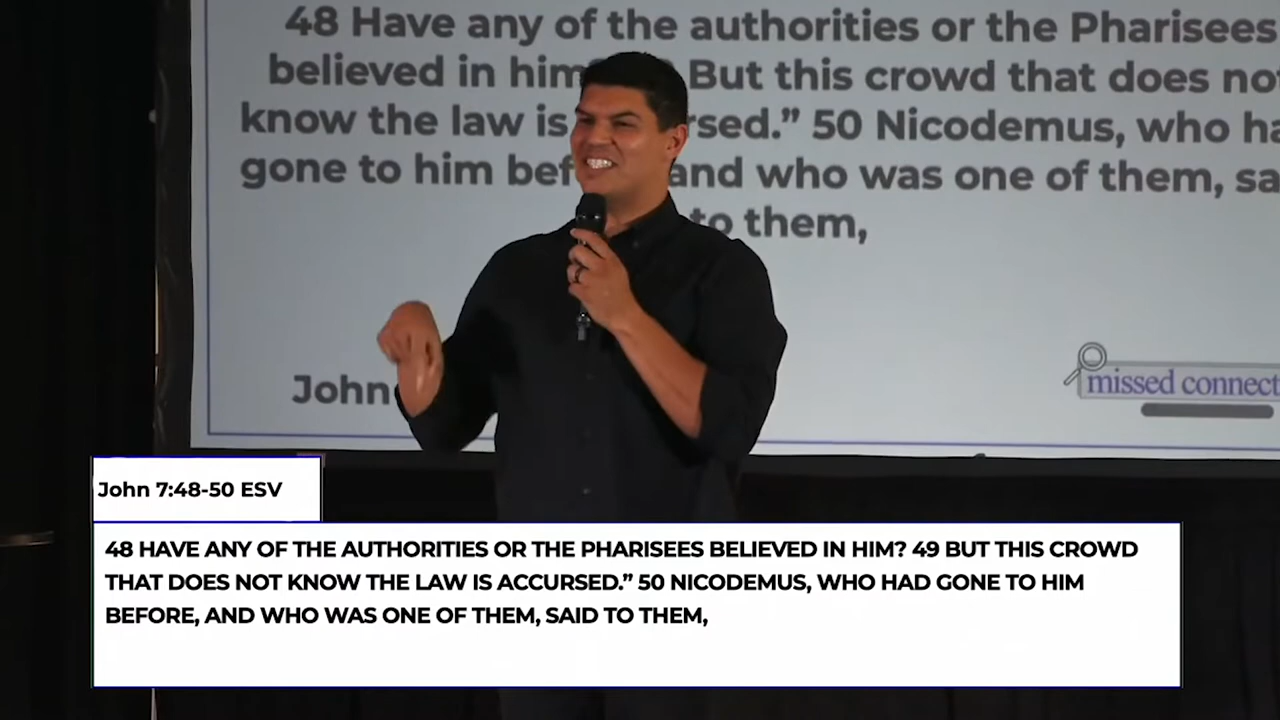 48 Have any of the authorities or the Pharisees
believed in him But this crowd that does no
know the law is rsed.” 50 Nicodemus, who ha
gone to him bef and who was one of them, sa
to them,
John
missed connect
John 7:48-50 ESV
48 HAVE ANY OF THE AUTHORITIES OR THE PHARISEES BELIEVED IN HIM? 49 BUT THIS CROWD
THAT DOES NOT KNOW THE LAW IS ACCURSED.” 50 NICODEMUS, WHO HAD GONE TO HIM
BEFORE, AND WHO WAS ONE OF THEM, SAID TO THEM,